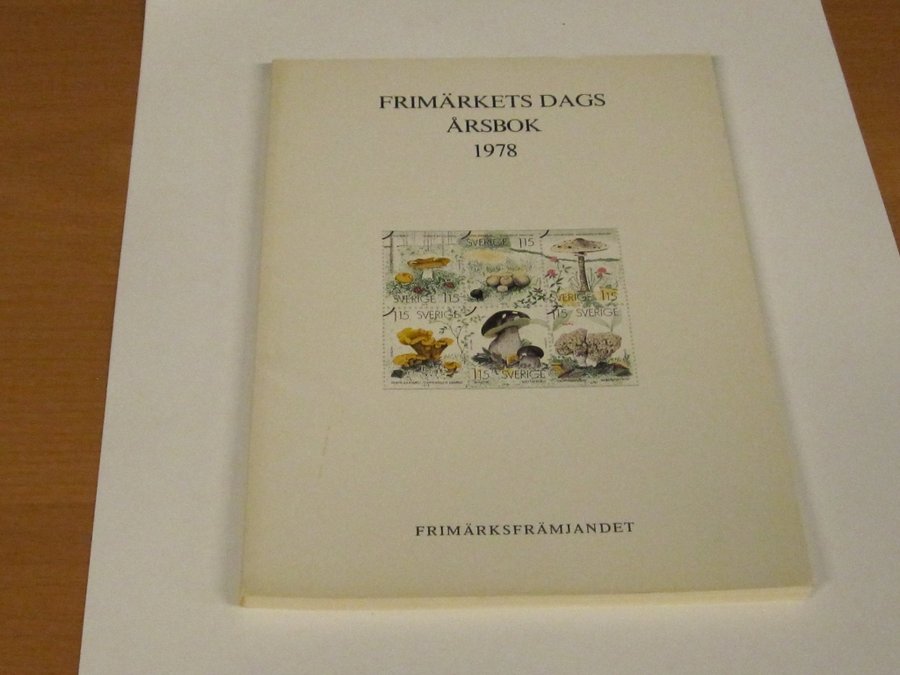 FRIMÄRKETS DAGS
ÅRSBOK
1978
SVERIGE 115
SVERIGE 115
SVERIGE 115
115 SVERIGE
115 SVERIGE
115 SVERIGE
FRIMÄRKSFRÄMJANDET